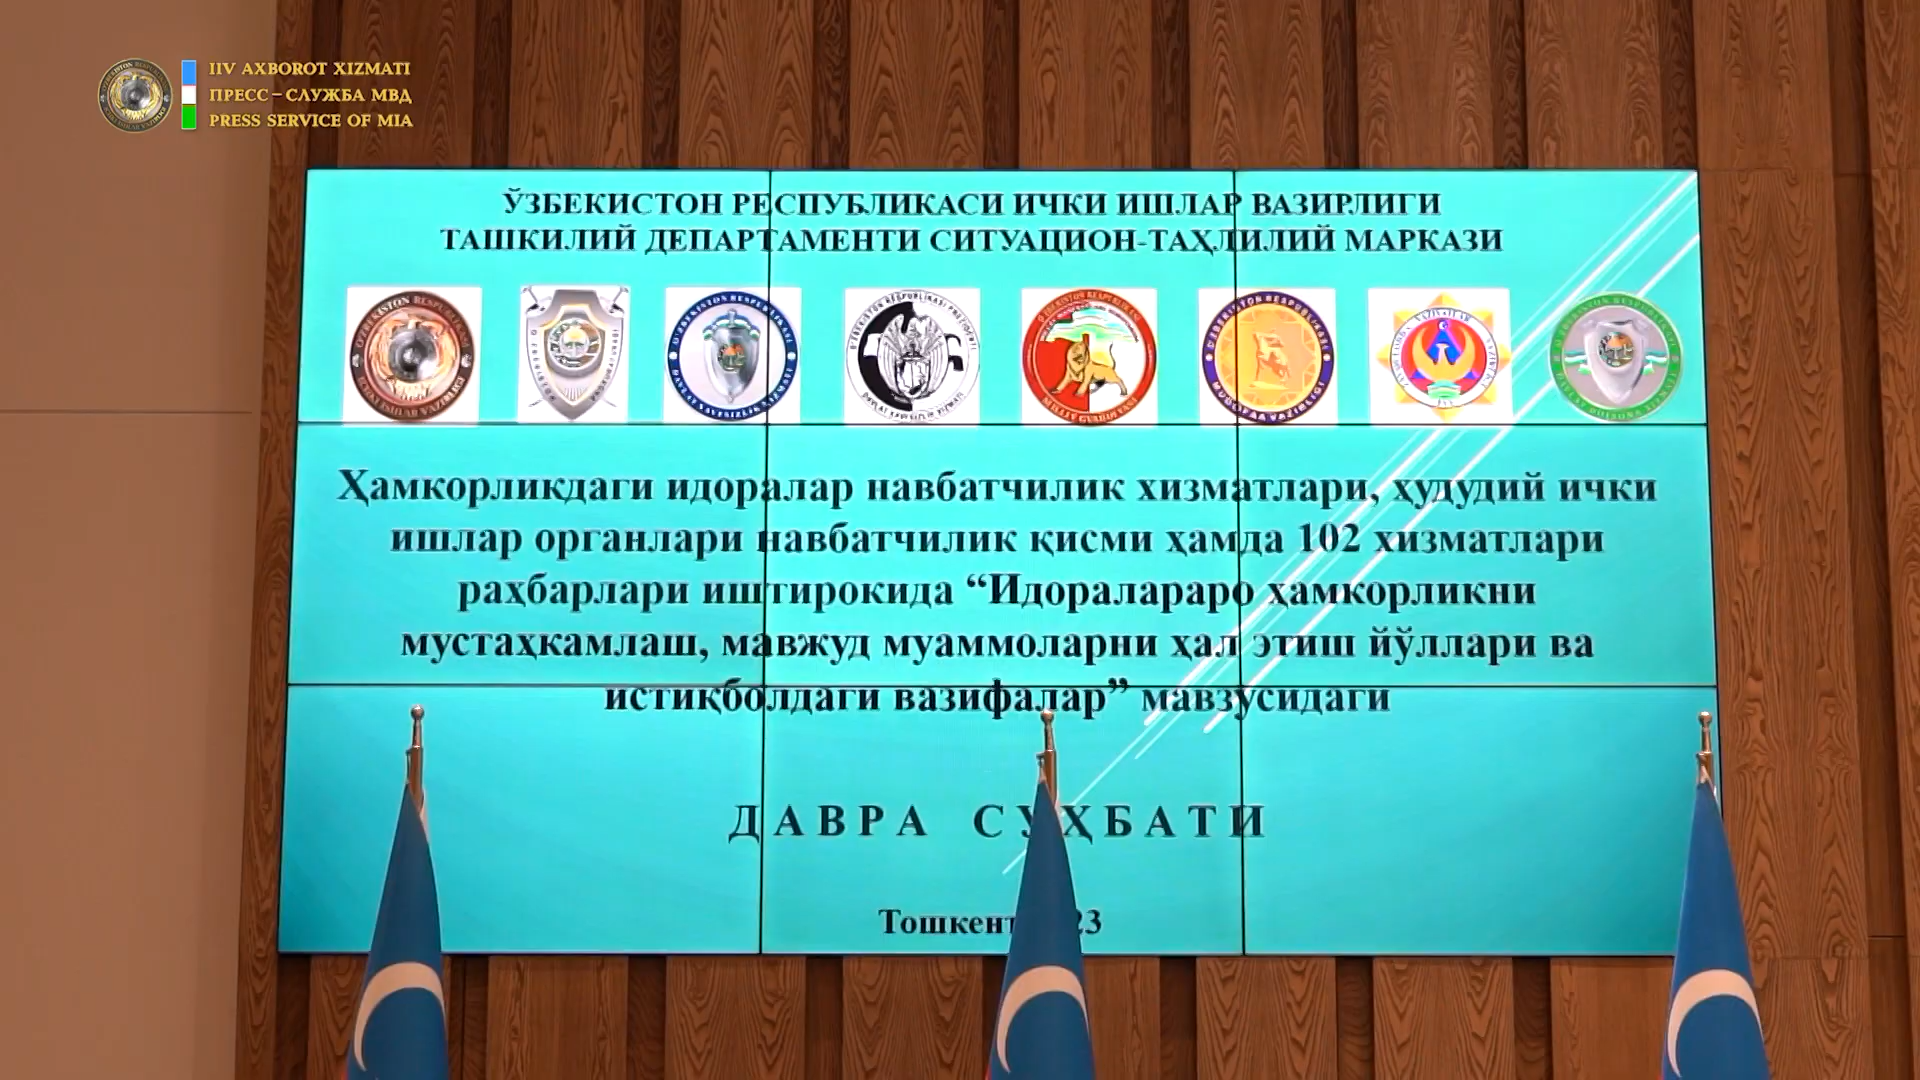 IIV AXBOROT XIZMATI
ПРЕСС-СЛУЖБА МВД
PRESS SERVICE OF MIA
ЎЗБЕКИСТОН РЕСПУБЛИКАСИ ИЧКИ ИШЛАР ВАЗИРЛИГИ
ТАШКИЛИЙ ДЕПАРТАМЕНТИ СИТУАЦИОН-ТАҲЛИЛИЙ МАРКАЗИ
Ҳамкорликдаги идоралар навбатчилик хизматлари, ҳудудий ички
ишлар органлари навбатчилик қисми ҳамда 102 хизматлари
раҳбарлари иштирокида “Идоралараро ҳамкорликни
мустаҳкамлаш, мавжуд муаммоларни ҳал этиш йўллари ва
истиқболдаги вазифалар” мавзусидаги
ДАВРА СУҲБАТИ
Тошкент